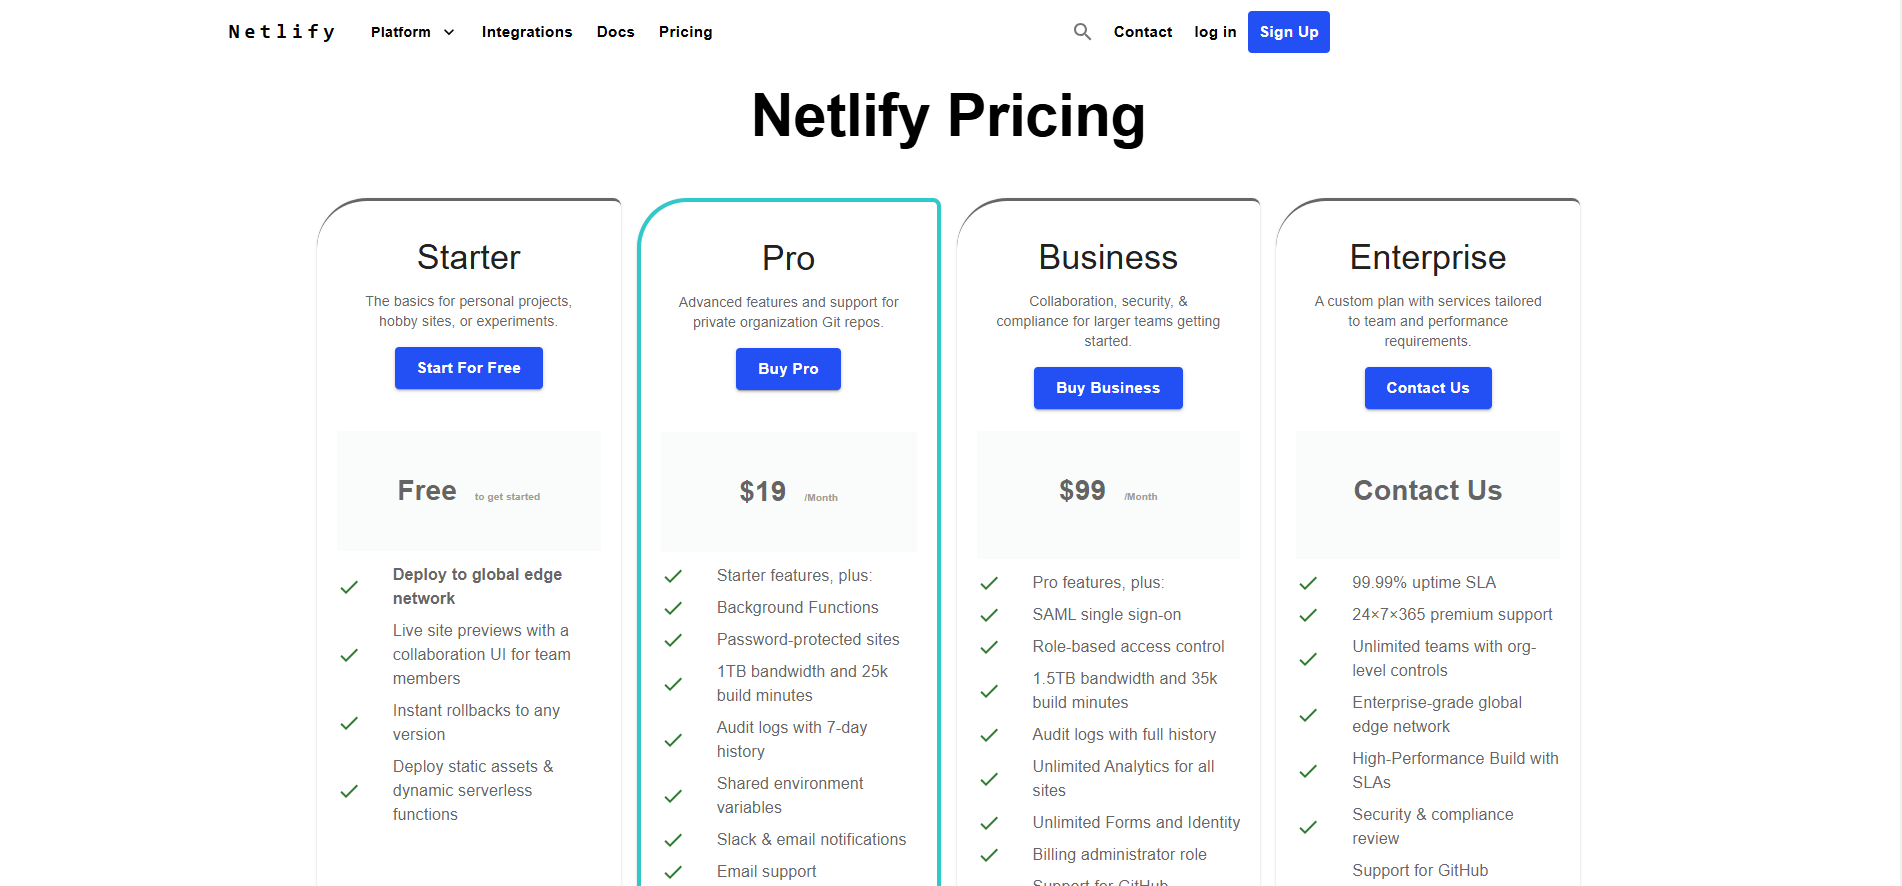 Netlify
Platform
Integrations
Docs
Pricing
Contact
log in
Sign Up
Netlify Pricing
Starter
The basics for personal projects,
hobby sites, or experiments.
Start For Free
Free to get started
Deploy to global edge
network
Live site previews with a
collaboration UI for team
members
Instant rollbacks to any
version
Deploy static assets &
dynamic serverless
functions
Pro
Advanced features and support for
private organization Git repos.
Buy Pro
$19 /Month
Starter features, plus:
Background Functions
Password-protected sites
1TB bandwidth and 25k
build minutes
Audit logs with 7-day
history
Shared environment
variables
Slack & email notifications
Email support
Business
Collaboration, security, &
compliance for larger teams getting
started.
Buy Business
$99 /Month
Pro features, plus:
SAML single sign-on
Role-based access control
1.5TB bandwidth and 35k
build minutes
Audit logs with full history
Unlimited Analytics for all
sites
Unlimited Forms and Identity
Billing administrator role
Support for GitHub
Enterprise
A custom plan with services tailored
to team and performance
requirements.
Contact Us
Contact Us
99.99% uptime SLA
24×7×365 premium support
Unlimited teams with org-
level controls
Enterprise-grade global
edge network
High-Performance Build with
SLAs
Security & compliance
review
Support for GitHub